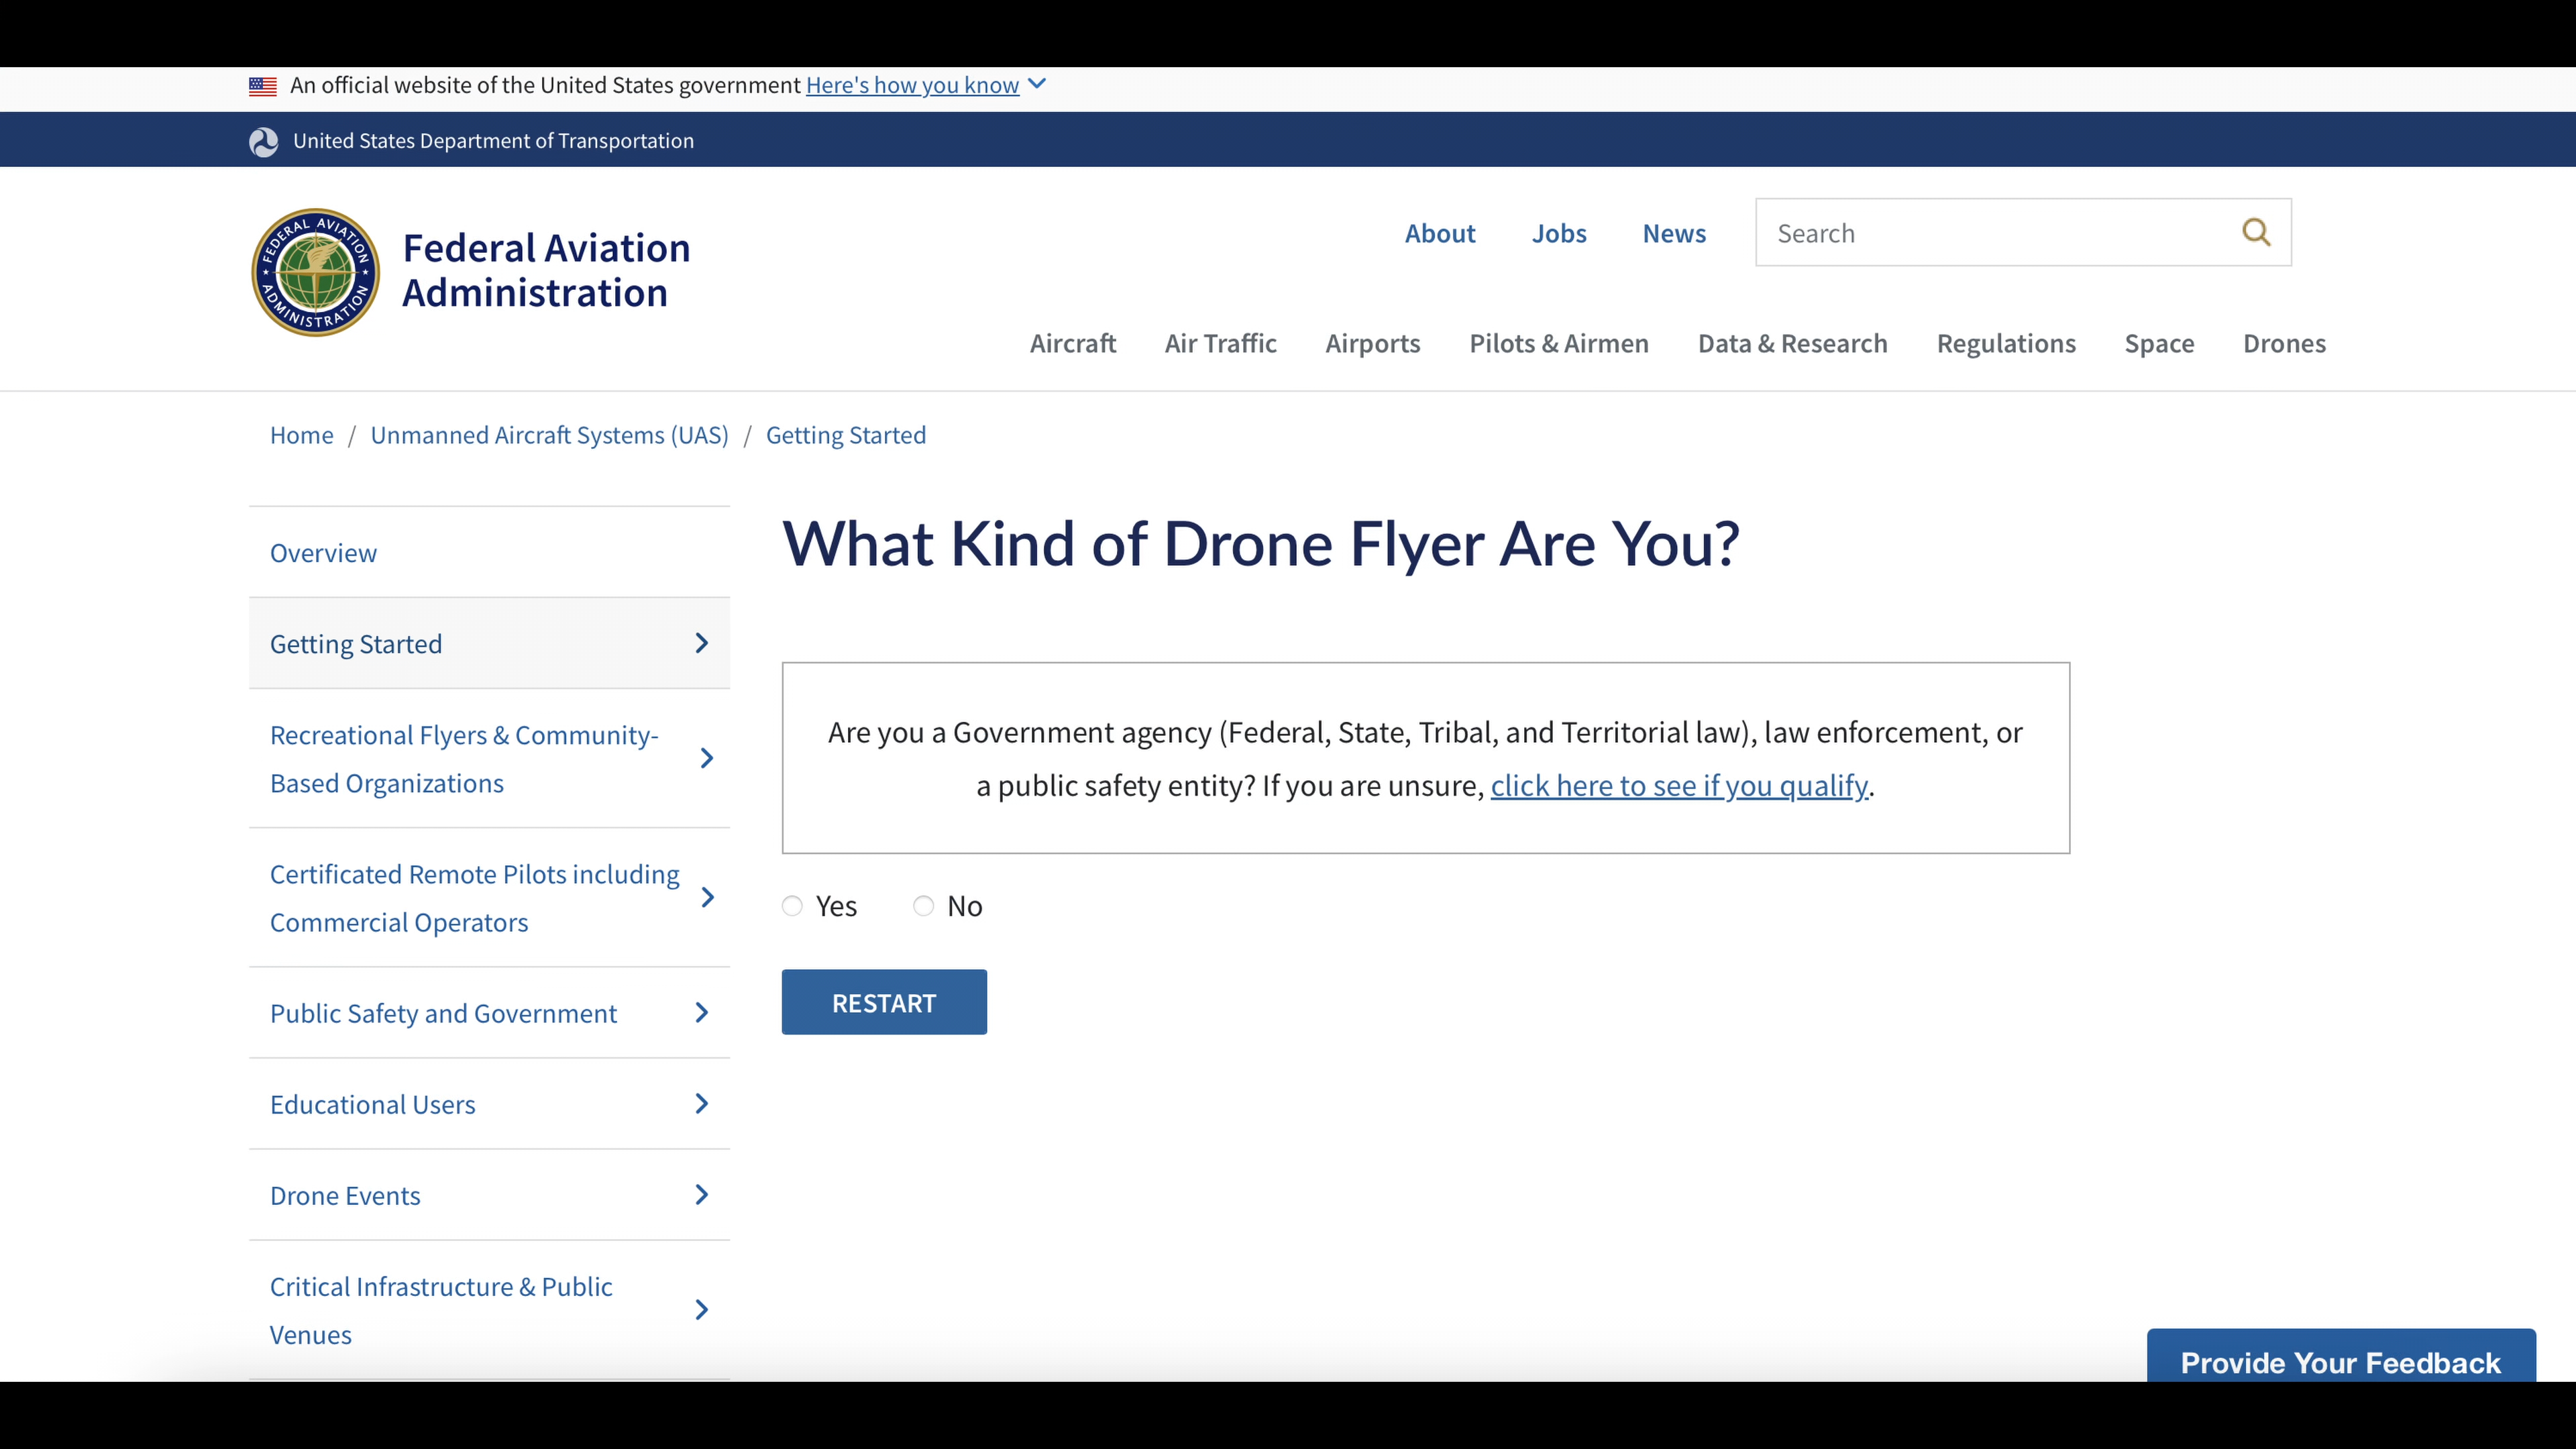 An official website of the United States government Here's how you know
United States Department of Transportation
FEDERAL AVIATION
ADMINISTRATION
Federal Aviation
Administration
About
Jobs
News
Search
Aircraft
Air Traffic
Airports
Pilots & Airmen
Data & Research
Regulations
Space
Drones
Home / Unmanned Aircraft Systems (UAS) / Getting Started
Overview
Getting Started
Recreational Flyers & Community-
Based Organizations
Certificated Remote Pilots including
Commercial Operators
Public Safety and Government
Educational Users
Drone Events
Critical Infrastructure & Public
Venues
What Kind of Drone Flyer Are You?
Are you a Government agency (Federal, State, Tribal, and Territorial law), law enforcement, or
a public safety entity? If you are unsure, click here to see if you qualify.
Yes
No
RESTART
Provide Your Feedback